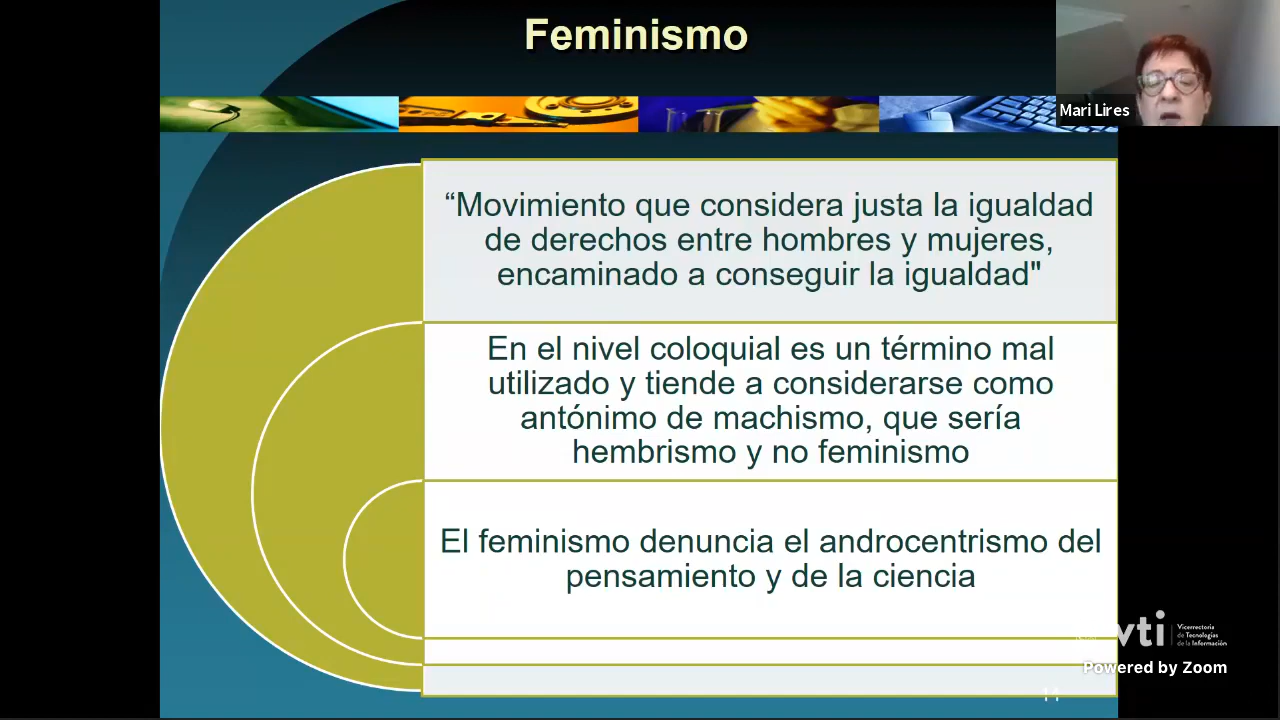 Feminismo
Mari Lires
“Movimiento que considera justa la igualdad
de derechos entre hombres y mujeres,
encaminado a conseguir la igualdad"
En el nivel coloquial es un término mal
utilizado y tiende a considerarse como
antónimo de machismo, que sería
hembrismo y no feminismo
El feminismo denuncia el androcentrismo del
pensamiento y de la ciencia
vti
Vicerrectoría
de Tecnologías
de la Información
Powered by Zoom
14